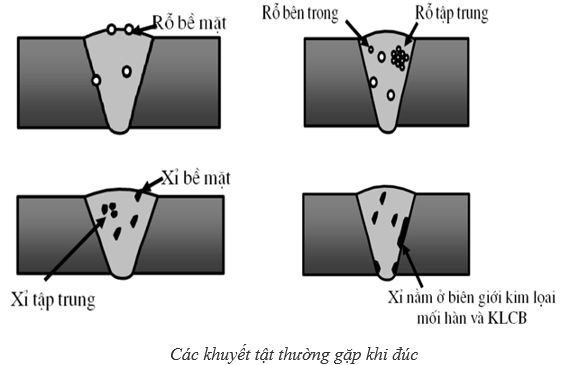 Rỗ bề mặt
Rỗ bên trong
Rỗ tập trung
Xỉ bề mặt
Xỉ tập trung
Xỉ nằm ở biên giới kim lọai
mối hàn và KLCB
Các khuyết tật thường gặp khi đúc